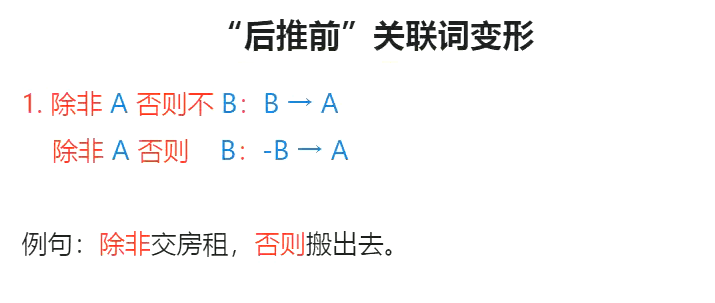 “后推前”关联词变形
1. 除非 A 否则不 B：B → A
除非 A 否则 B：-B → A
例句：除非交房租，否则搬出去。